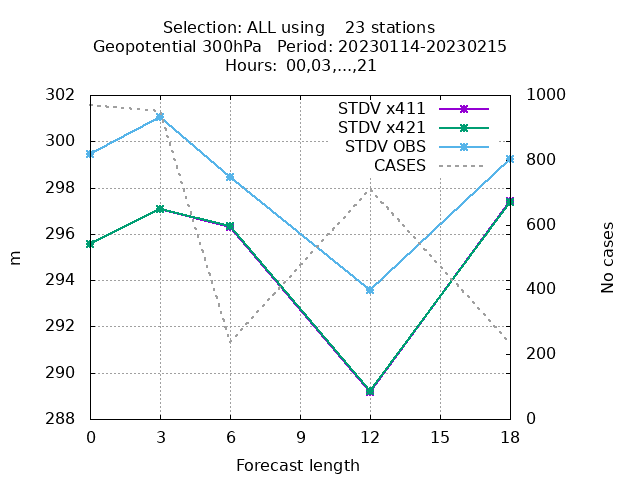 Selection: ALL using    23 stations
Geopotential 300hPa   Period: 20230114-20230215
Hours: 00,03,...,21
STDV x411
STDV x421
STDV OBS
CASES
302
300
298
296
294
292
290
288
m
1000
800
600
400
200
0
No cases
0 3 6 9 12 15 18
Forecast length